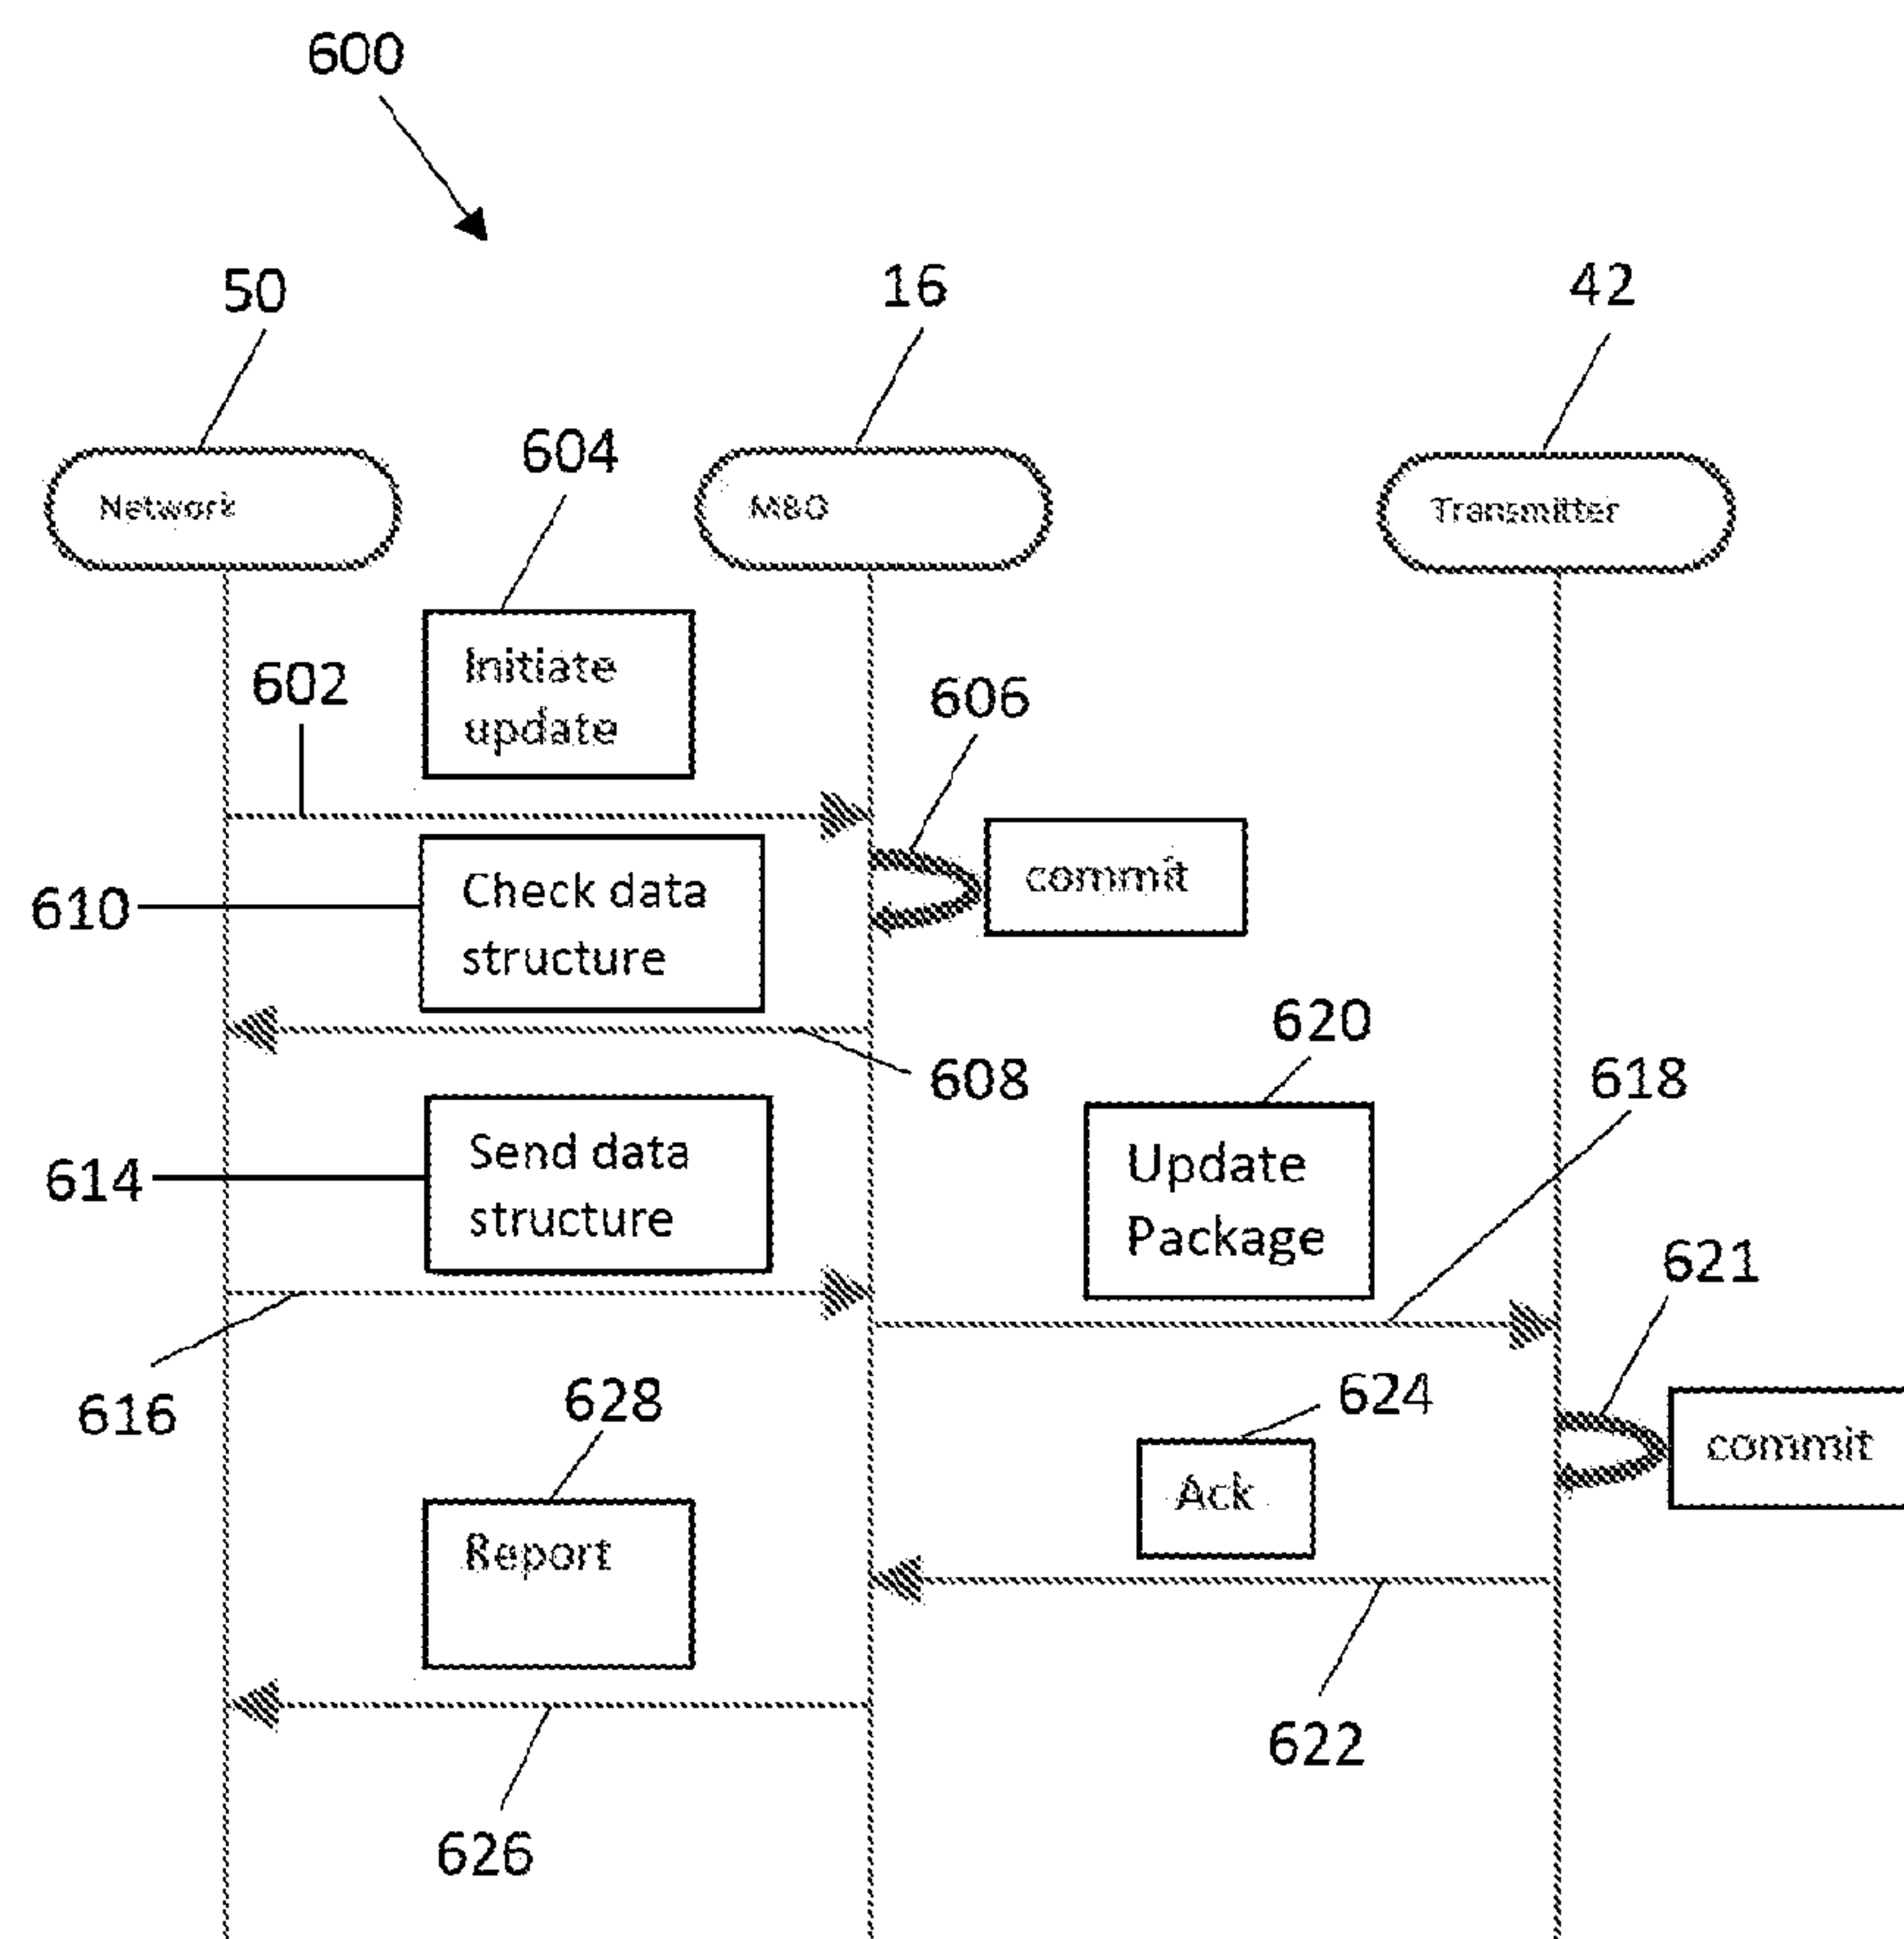 600
50
16
42
604
Network
M&O
Transmitter
Initiate
update
602
606
Check data
structure
commit
610
608
620
618
Send data
structure
Update
Package
614
621
616
628
624
commit
Ack
Report
622
626